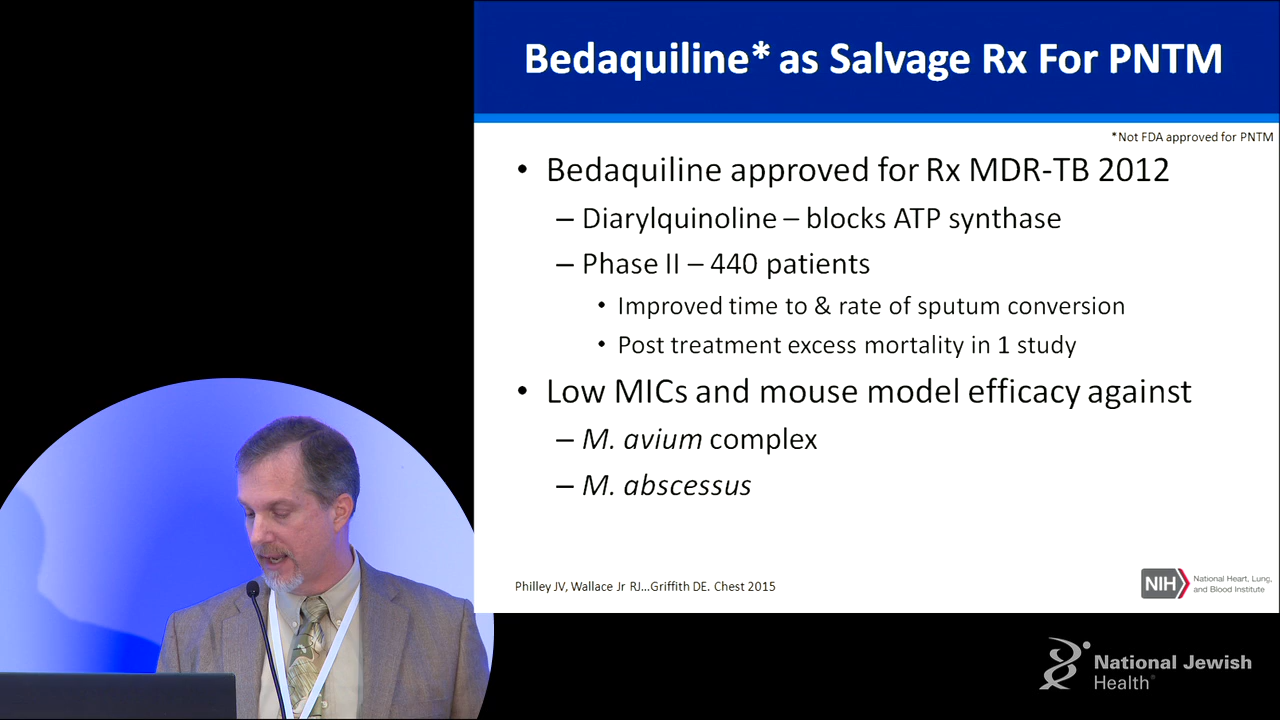 Bedaquiline* as Salvage Rx For PNTM
*Not FDA approved for PNTM
• Bedaquiline approved for Rx MDR-TB 2012
– Diarylquinoline – blocks ATP synthase
– Phase II – 440 patients
• Improved time to & rate of sputum conversion
• Post treatment excess mortality in 1 study
• Low MICs and mouse model efficacy against
– M. avium complex
– M. abscessus
Philley JV, Wallace Jr RJ...Griffith DE. Chest 2015
NIH
National Heart, Lung,
and Blood Institute
National Jewish
Health®